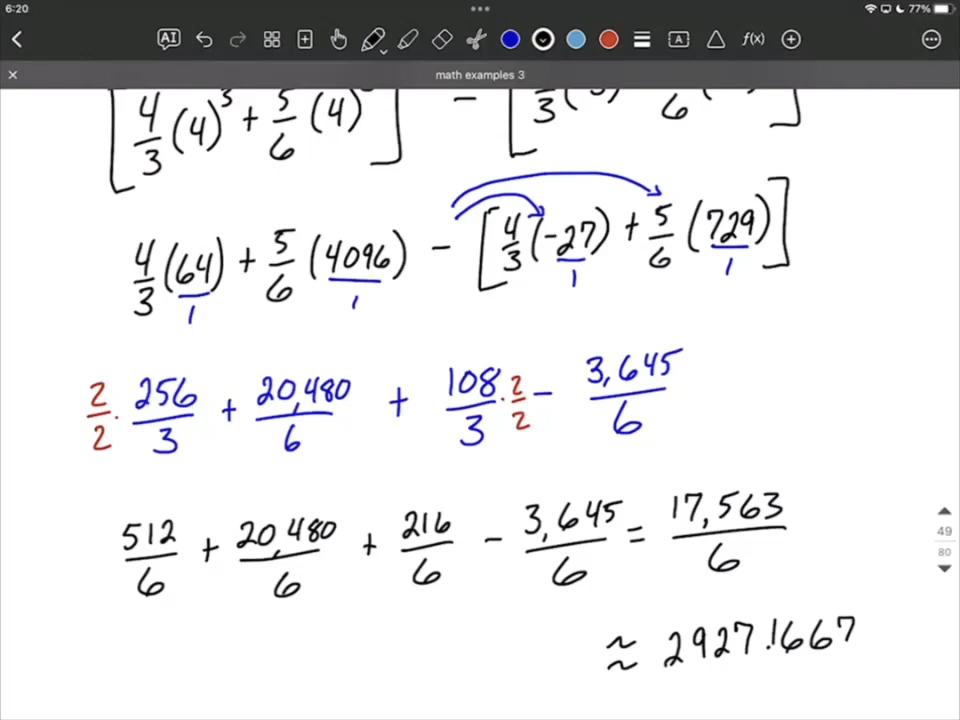 6:20 77%
AI f(x)
math examples 3
[4/3 (4)^3 + 5/6 (4)] − [/3 ( ) 6 ( )]
4/3 (64)/1 + 5/6 (4096)/1 − [4/3 (-27)/1 + 5/6 (729)/1]
2/2 · 256/3 + 20,480/6 + 108/3 · 2/2 − 3,645/6
512/6 + 20,480/6 + 216/6 − 3,645/6 = 17,563/6
49
80
≈ 2927.1667